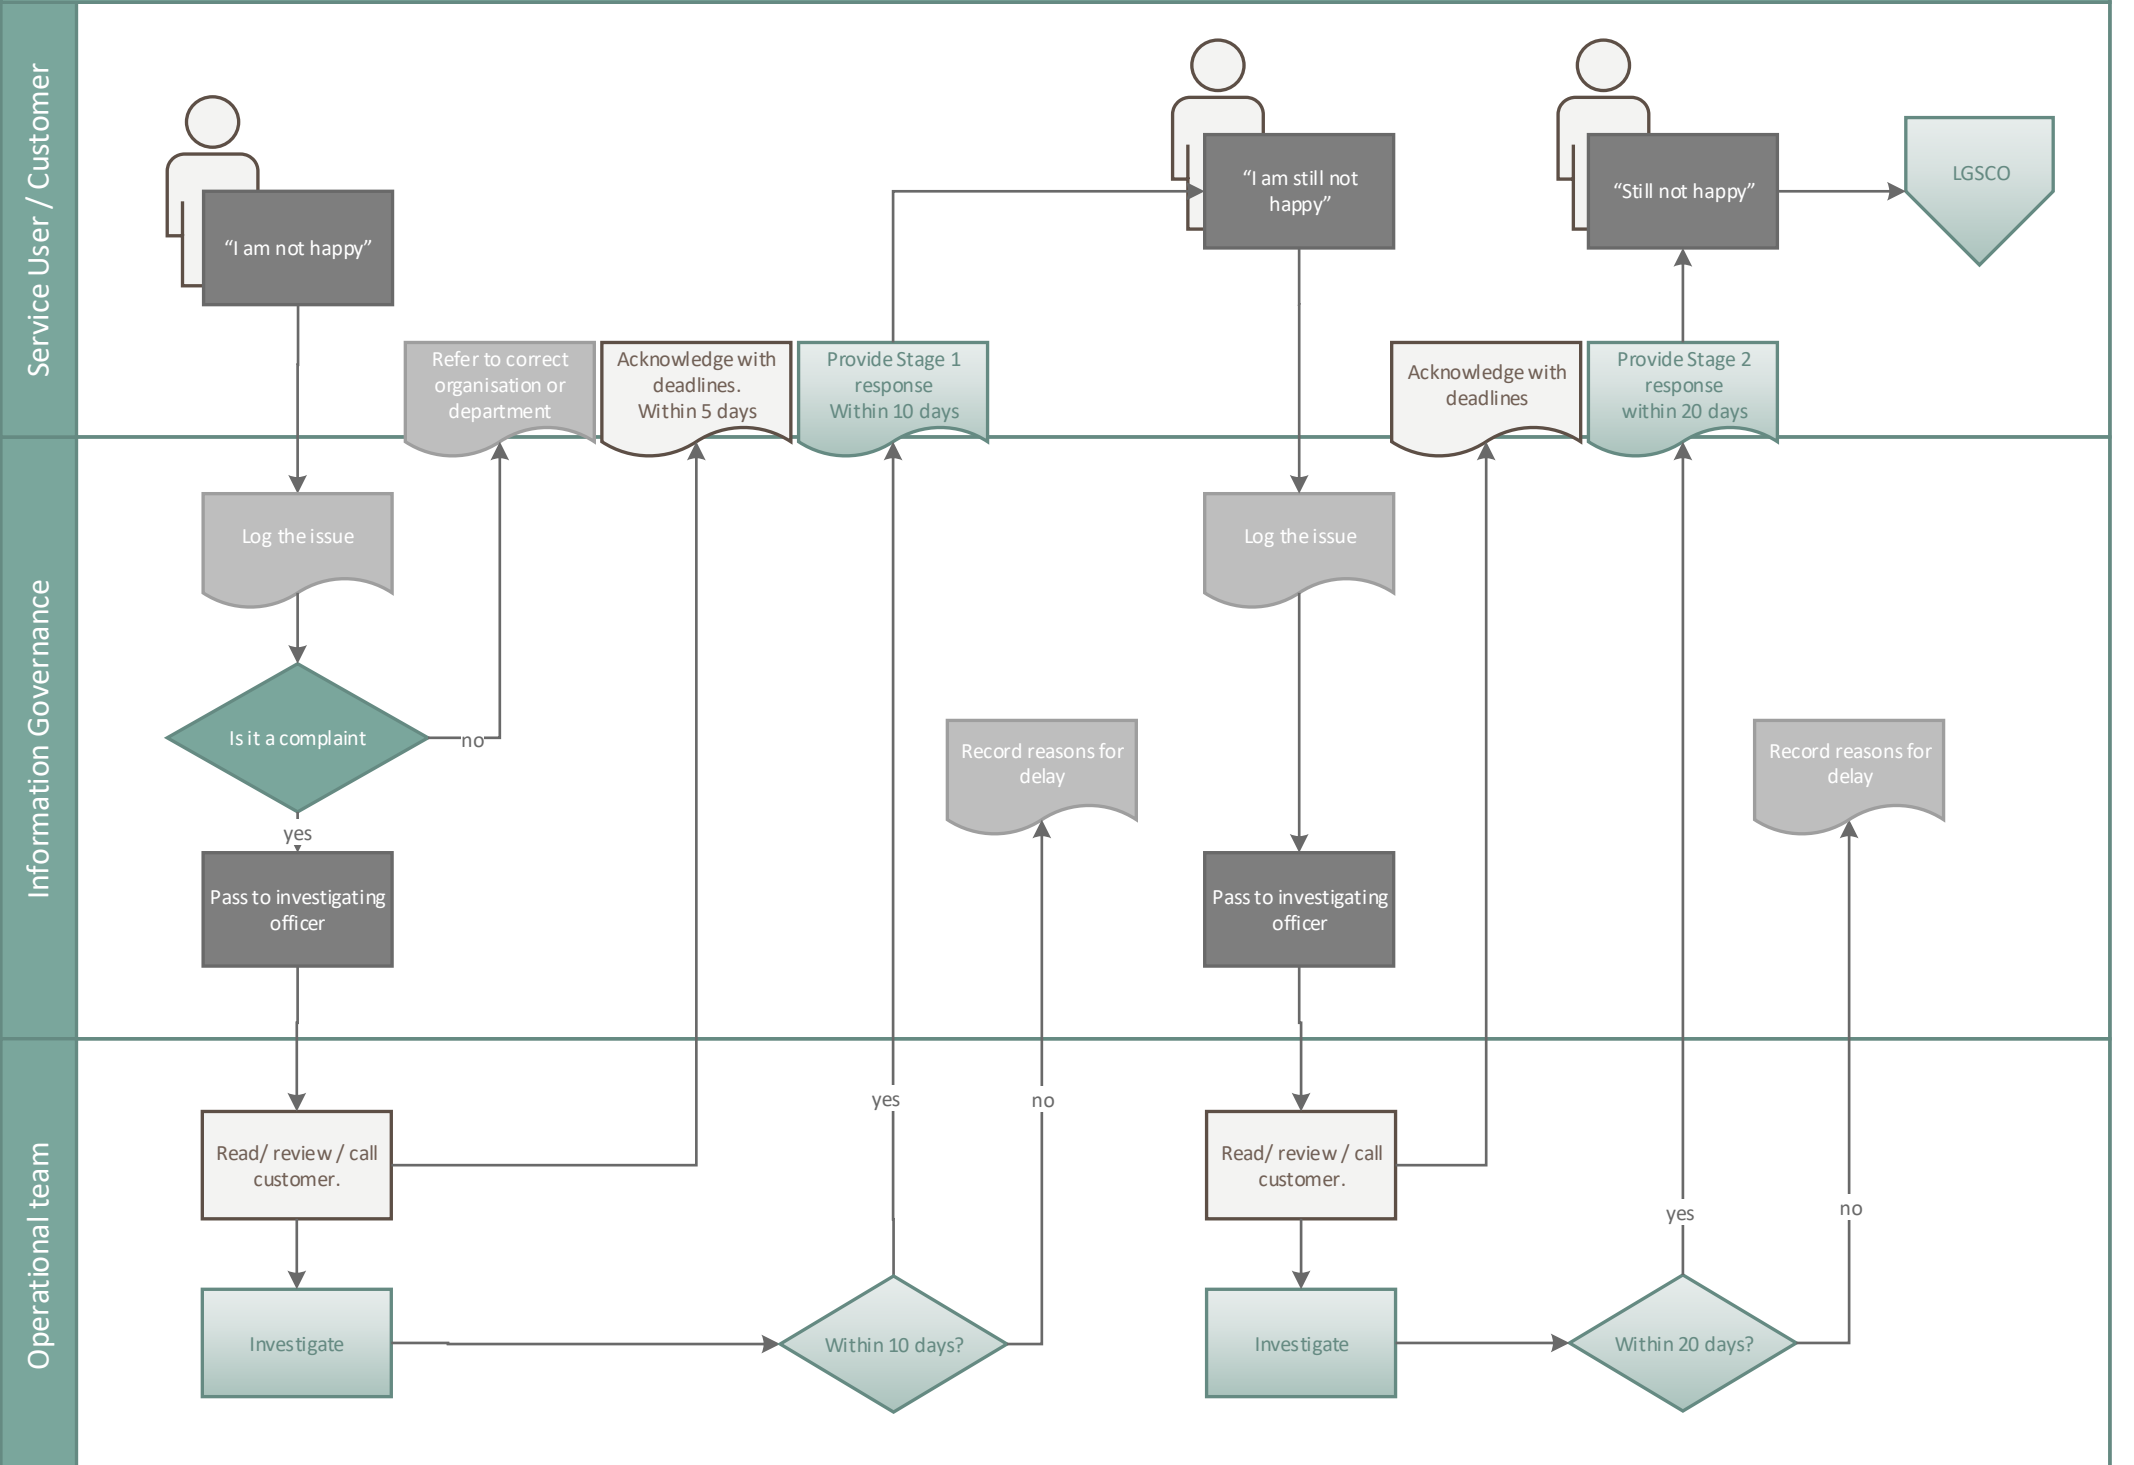 Service User / Customer
“I am not happy”
“I am still not
happy”
“Still not happy”
LGSCO
Refer to correct
organisation or
department
Acknowledge with
deadlines.
Within 5 days
Provide Stage 1
response
Within 10 days
Acknowledge with
deadlines
Provide Stage 2
response
within 20 days
Information Governance
Log the issue
Log the issue
Is it a complaint
no
yes
Record reasons for
delay
Record reasons for
delay
Pass to investigating
officer
Pass to investigating
officer
Operational team
yes
no
Read/ review / call
customer.
Read/ review / call
customer.
yes
no
Investigate
Within 10 days?
Investigate
Within 20 days?